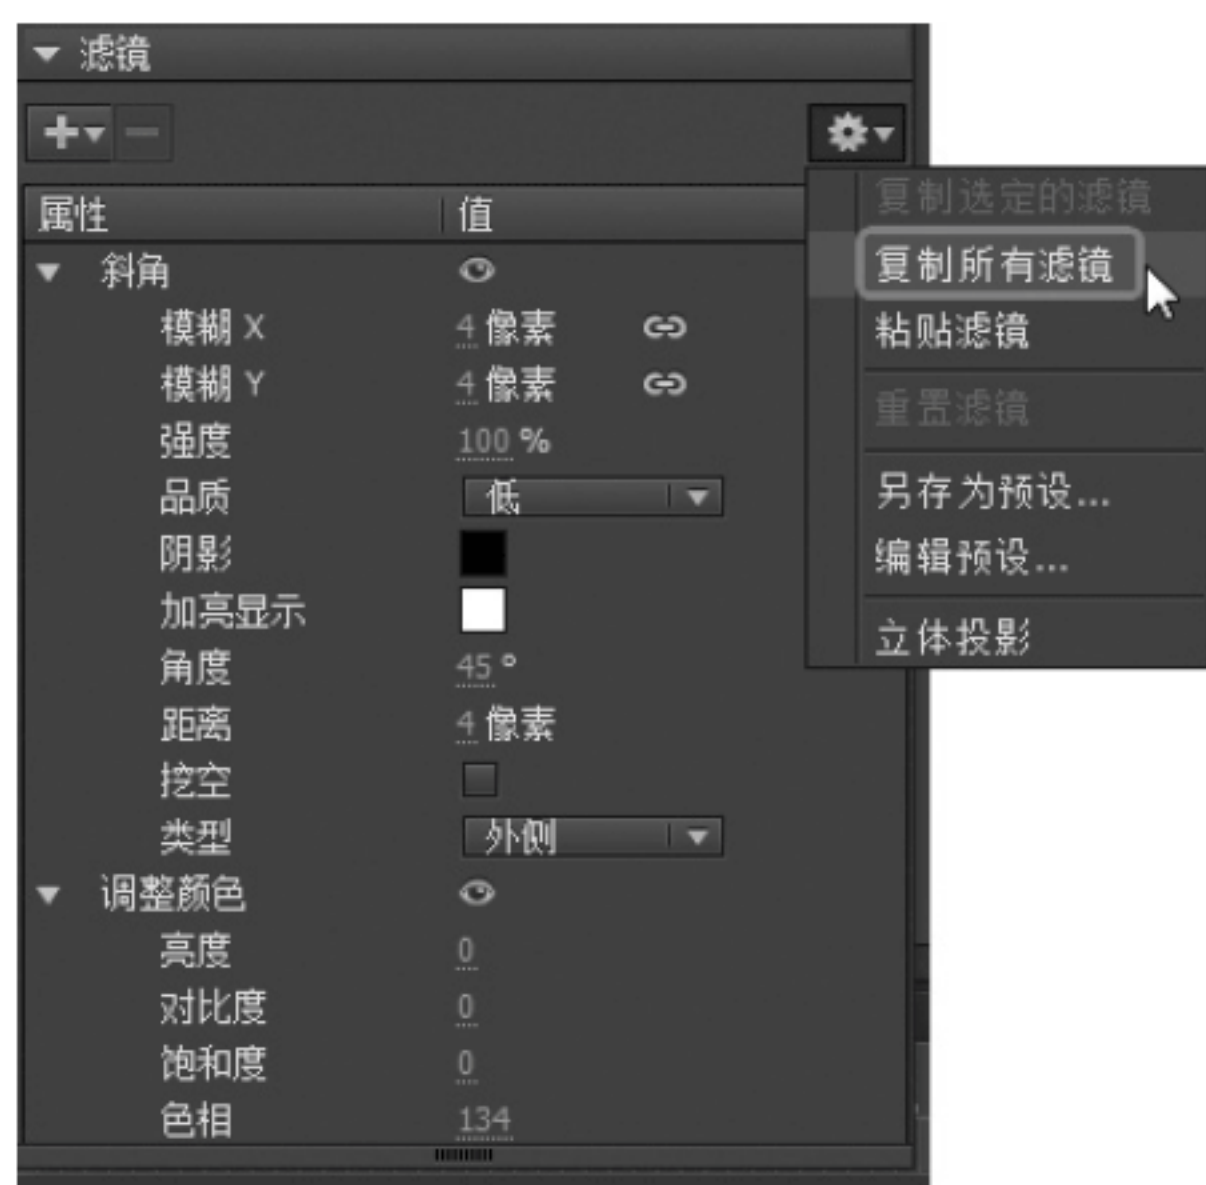 滤镜
属性 值
斜角
模糊 X 4 像素
模糊 Y 4 像素
强度 100 %
品质 低
阴影
加亮显示
角度 45 °
距离 4 像素
挖空
类型 外侧
调整颜色
亮度 0
对比度 0
饱和度 0
色相 134
复制选定的滤镜
复制所有滤镜
粘贴滤镜
重置滤镜
另存为预设...
编辑预设...
立体投影